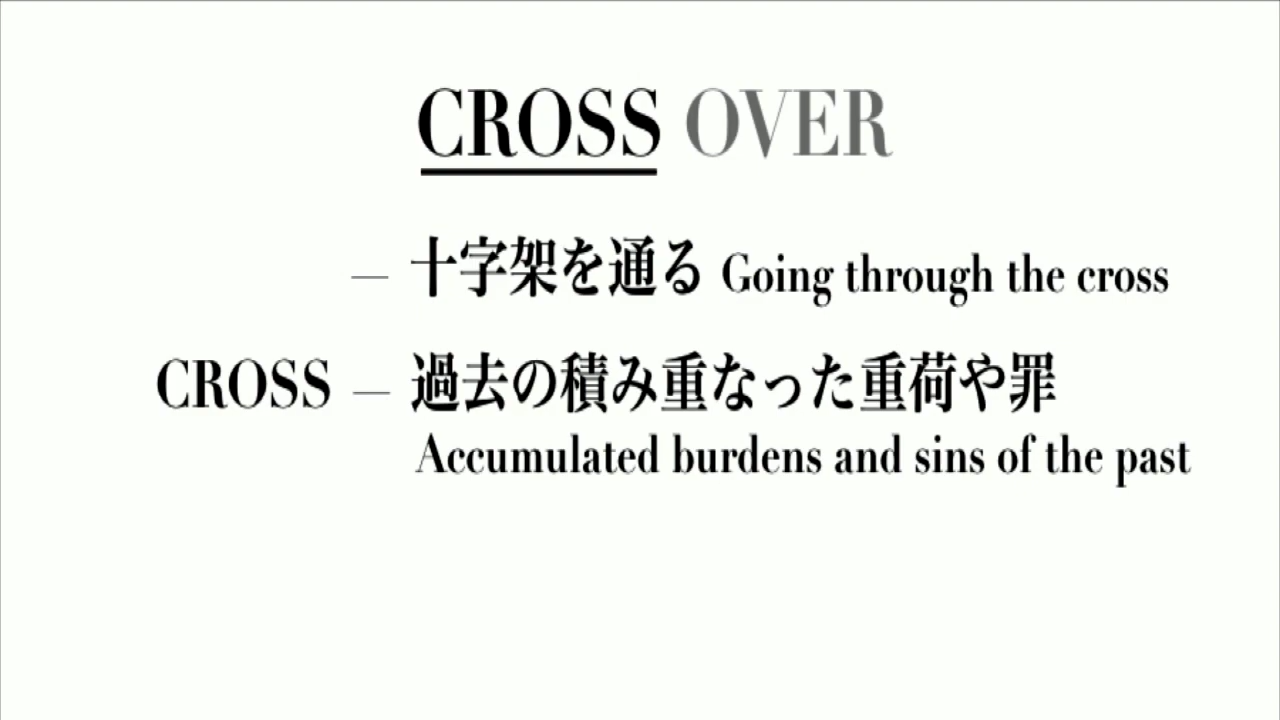 CROSS OVER
— 十字架を通る Going through the cross
CROSS — 過去の積み重なった重荷や罪
Accumulated burdens and sins of the past